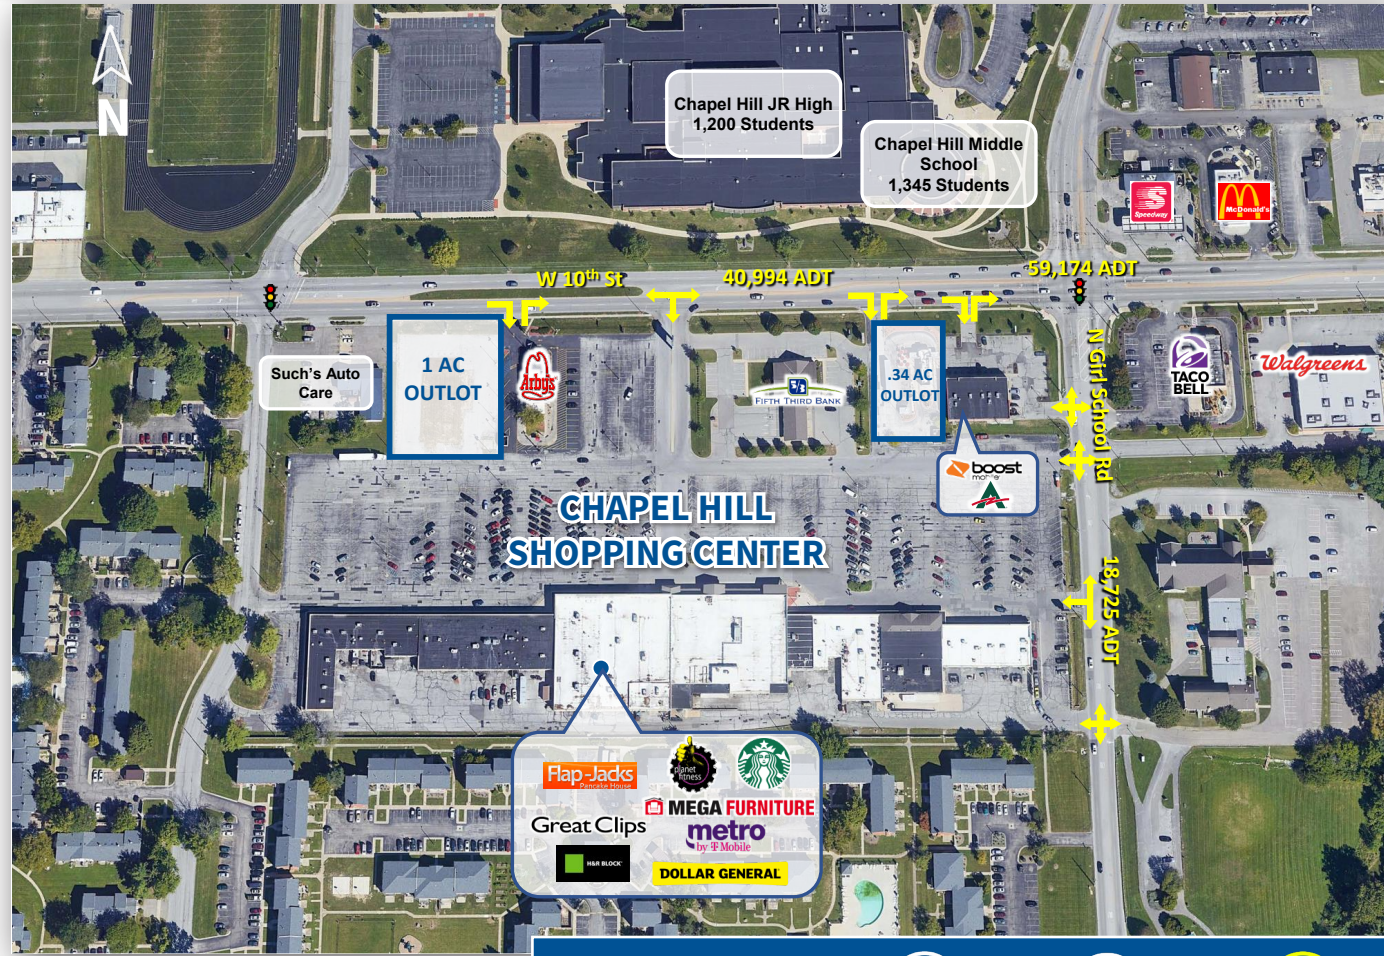 N
Chapel Hill JR High
1,200 Students
Chapel Hill Middle
School
1,345 Students
Speedway
McDonald's
W 10th St
40,994 ADT
59,174 ADT
Such's Auto
Care
1 AC
OUTLOT
Arby's
FIFTH THIRD BANK
.34 AC
OUTLOT
N Girl School Rd
TACO
BELL
Walgreens
boost
mobile
CHAPEL HILL
SHOPPING CENTER
18,725 ADT
Flap-Jacks
Pancake House
planet
fitness
MEGA FURNITURE
Great Clips
metro
by T Mobile
H&R BLOCK
DOLLAR GENERAL